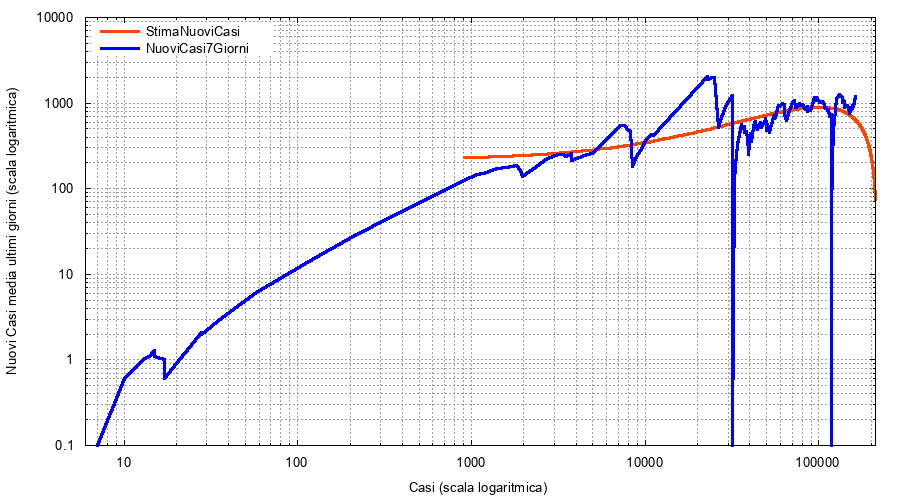 10000
StimaNuoviCasi
NuoviCasi7Giorni
1000
100
10
1
0.1
Nuovi Casi media ultimi giorni (scala logaritmica)
10
100
1000
10000
100000
Casi (scala logaritmica)